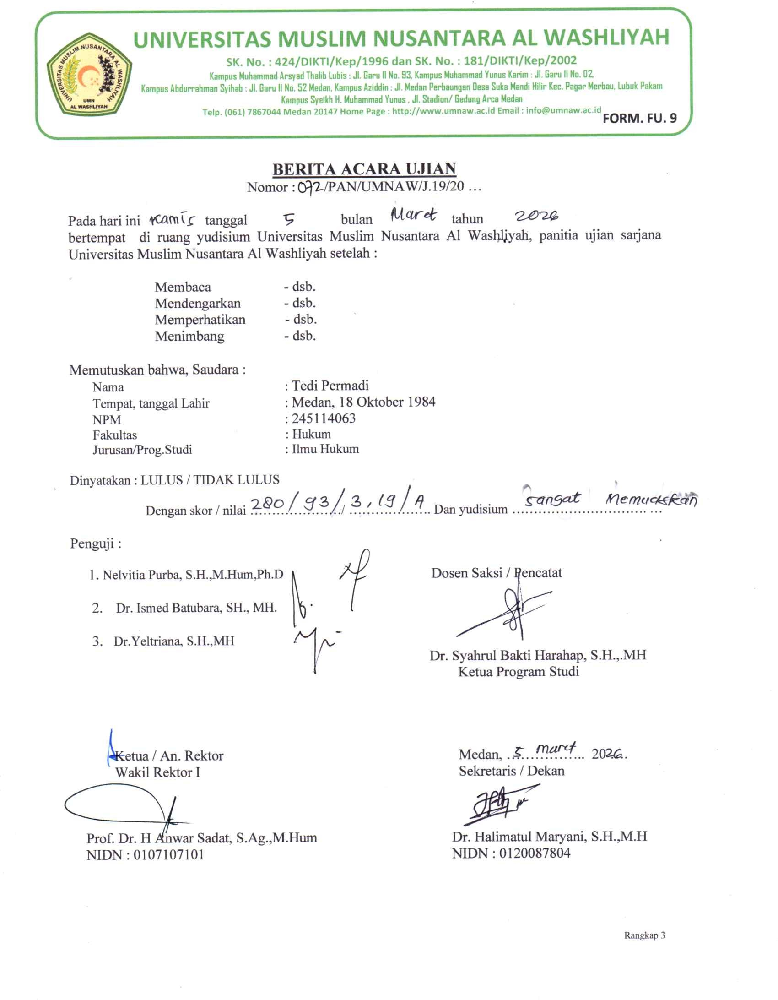 UNIVERSITAS MUSLIM NUSANTARA AL WASHLIYAH
SK. No. : 424/DIKTI/Kep/1996 dan SK. No. : 181/DIKTI/Kep/2002
Kampus Muhammad Arsyad Thalib Lubis : Jl. Garu II No. 93, Kampus Muhammad Yunus Karim : Jl. Garu II No. 02,
Kampus Abdurrahman Syihab : Jl. Garu II No. 52 Medan, Kampus Aziddin : Jl. Medan Perbaungan Desa Suka Mandi Hilir Kec. Pagar Merbau, Lubuk Pakam
Kampus Syeikh H. Muhammad Yunus , Jl. Stadion/ Gedung Arca Medan
Telp. (061) 7867044 Medan 20147 Home Page : http://www.umnaw.ac.id Email : info@umnaw.ac.id
FORM. FU. 9
UNIVERSITAS MUSLIM NUSANTARA AL WASHLIYAH
UMN
AL WASHLIYAH
BERITA ACARA UJIAN
Nomor : 072/PAN/UMNAW/J.19/20 ...
Pada hari ini Kamis tanggal 5 bulan Maret tahun 2026
bertempat di ruang yudisium Universitas Muslim Nusantara Al Washliyah, panitia ujian sarjana
Universitas Muslim Nusantara Al Washliyah setelah :
Membaca - dsb.
Mendengarkan - dsb.
Memperhatikan - dsb.
Menimbang - dsb.
Memutuskan bahwa, Saudara :
Nama : Tedi Permadi
Tempat, tanggal Lahir : Medan, 18 Oktober 1984
NPM : 245114063
Fakultas : Hukum
Jurusan/Prog.Studi : Ilmu Hukum
Dinyatakan : LULUS / TIDAK LULUS
Dengan skor / nilai 280 / 93 / 3,19 / A Dan yudisium Sangat
Penguji :
1. Nelvitia Purba, S.H.,M.Hum,Ph.D
Dosen Saksi / Pencatat
2. Dr. Ismed Batubara, SH., MH.
3. Dr.Yeltriana, S.H.,MH
Dr. Syahrul Bakti Harahap, S.H.,.MH
Ketua Program Studi
Ketua / An. Rektor
Wakil Rektor I
Medan, 5 maret 2026
Sekretaris / Dekan
Prof. Dr. H Anwar Sadat, S.Ag.,M.Hum
NIDN : 0107107101
Dr. Halimatul Maryani, S.H.,M.H
NIDN : 0120087804
Rangkap 3